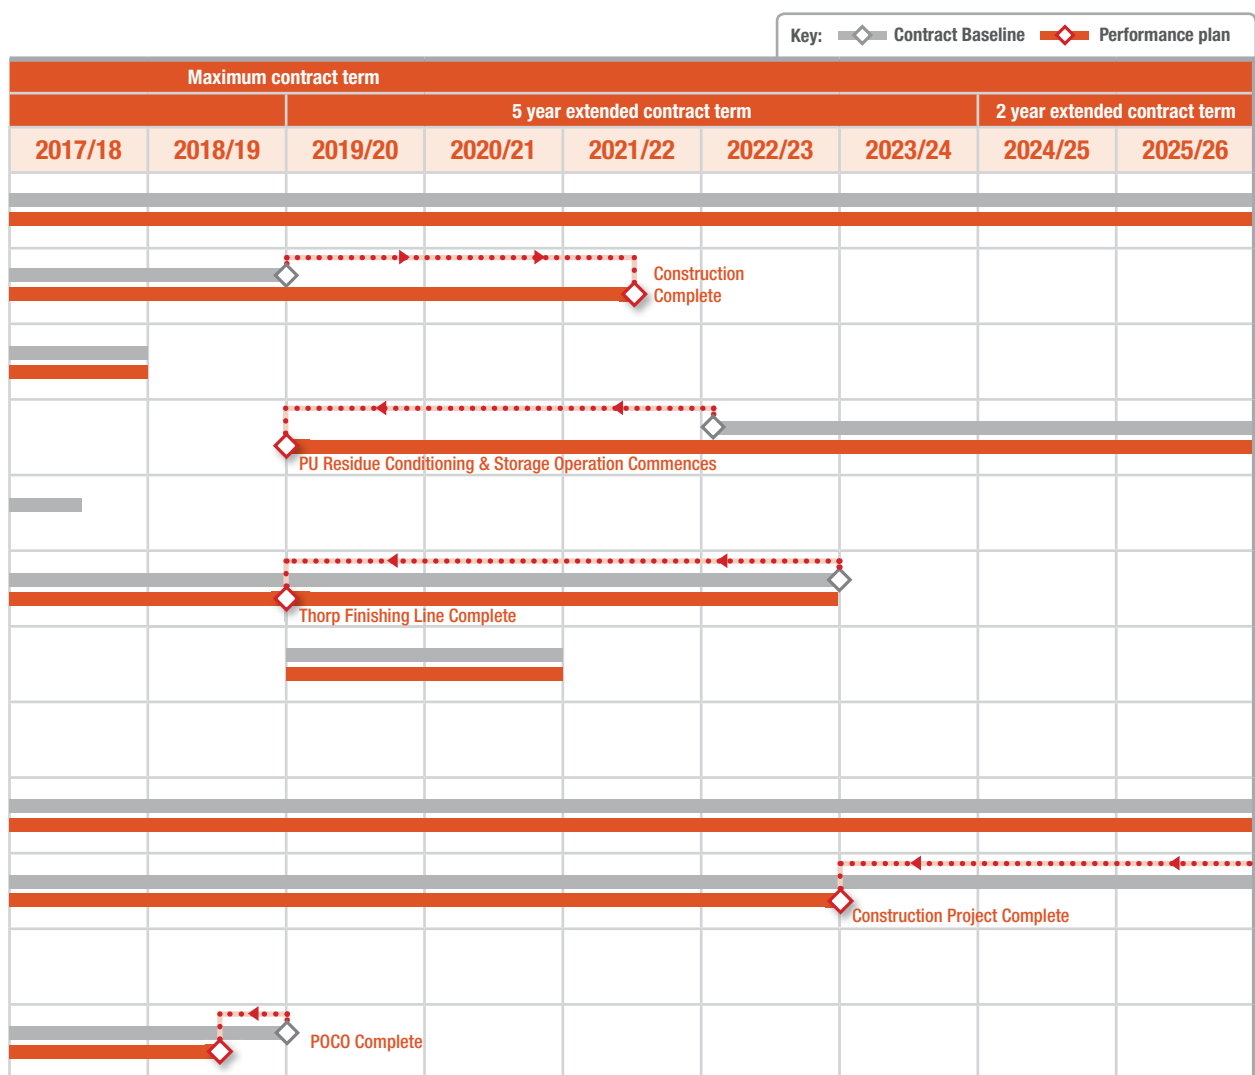 Key: Contract Baseline Performance plan
Maximum contract term
5 year extended contract term 2 year extended contract term
2017/18 2018/19 2019/20 2020/21 2021/22 2022/23 2023/24 2024/25 2025/26
Construction
Complete
PU Residue Conditioning & Storage Operation Commences
Thorp Finishing Line Complete
Construction Project Complete
POCO Complete